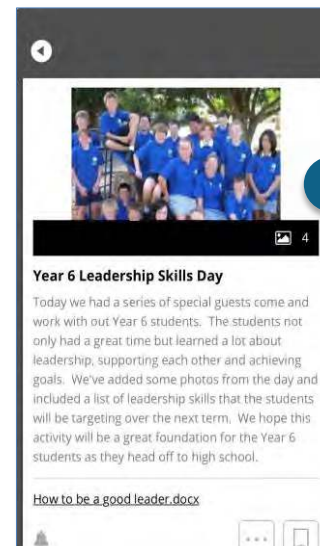 4
Year 6 Leadership Skills Day
Today we had a series of special guests come and
work with out Year 6 students. The students not
only had a great time but learned a lot about
leadership, supporting each other and achieving
goals. We've added some photos from the day and
included a list of leadership skills that the students
will be targeting over the next term. We hope this
activity will be a great foundation for the Year 6
students as they head off to high school.
How to be a good leader.docx